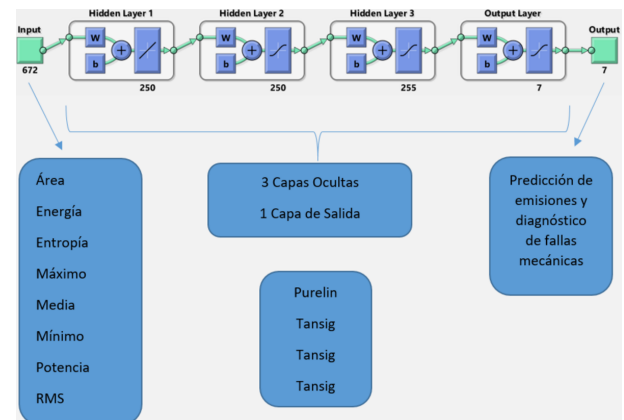 Hidden Layer 1
Hidden Layer 2
Hidden Layer 3
Output Layer
Input
Output
W
b
W
b
W
b
W
b
672
250
250
255
7
7
Área
Energía
Entropía
Máximo
Media
Mínimo
Potencia
RMS
3 Capas Ocultas
1 Capa de Salida
Purelin
Tansig
Tansig
Tansig
Predicción de
emisiones y
diagnóstico
de fallas
mecánicas